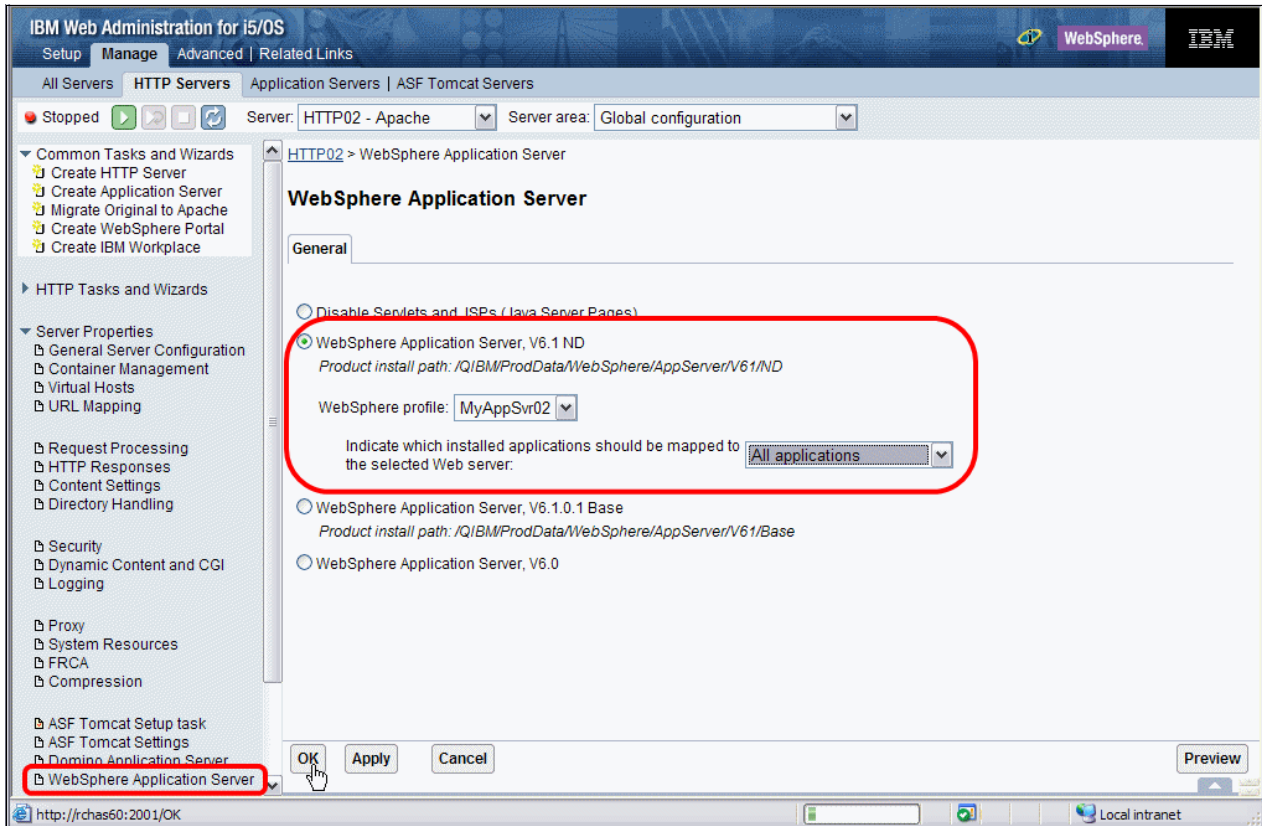 IBM Web Administration for i5/OS
Setup Manage Advanced | Related Links
WebSphere. IBM
All Servers HTTP Servers Application Servers | ASF Tomcat Servers
Stopped Server: HTTP02 - Apache Server area: Global configuration
Common Tasks and Wizards
Create HTTP Server
Create Application Server
Migrate Original to Apache
Create WebSphere Portal
Create IBM Workplace
HTTP Tasks and Wizards
Server Properties
General Server Configuration
Container Management
Virtual Hosts
URL Mapping
Request Processing
HTTP Responses
Content Settings
Directory Handling
Security
Dynamic Content and CGI
Logging
Proxy
System Resources
FRCA
Compression
ASF Tomcat Setup task
ASF Tomcat Settings
Domino Application Server
WebSphere Application Server
HTTP02 > WebSphere Application Server
WebSphere Application Server
General
Disable Servlets and JSPs (Java Server Pages)
WebSphere Application Server, V6.1 ND
Product install path: /QIBM/ProdData/WebSphere/AppServer/V61/ND
WebSphere profile: MyAppSvr02
Indicate which installed applications should be mapped to
the selected Web server:
All applications
WebSphere Application Server, V6.1.0.1 Base
Product install path: /QIBM/ProdData/WebSphere/AppServer/V61/Base
WebSphere Application Server, V6.0
OK Apply Cancel Preview
http://rchas60:2001/OK Local intranet